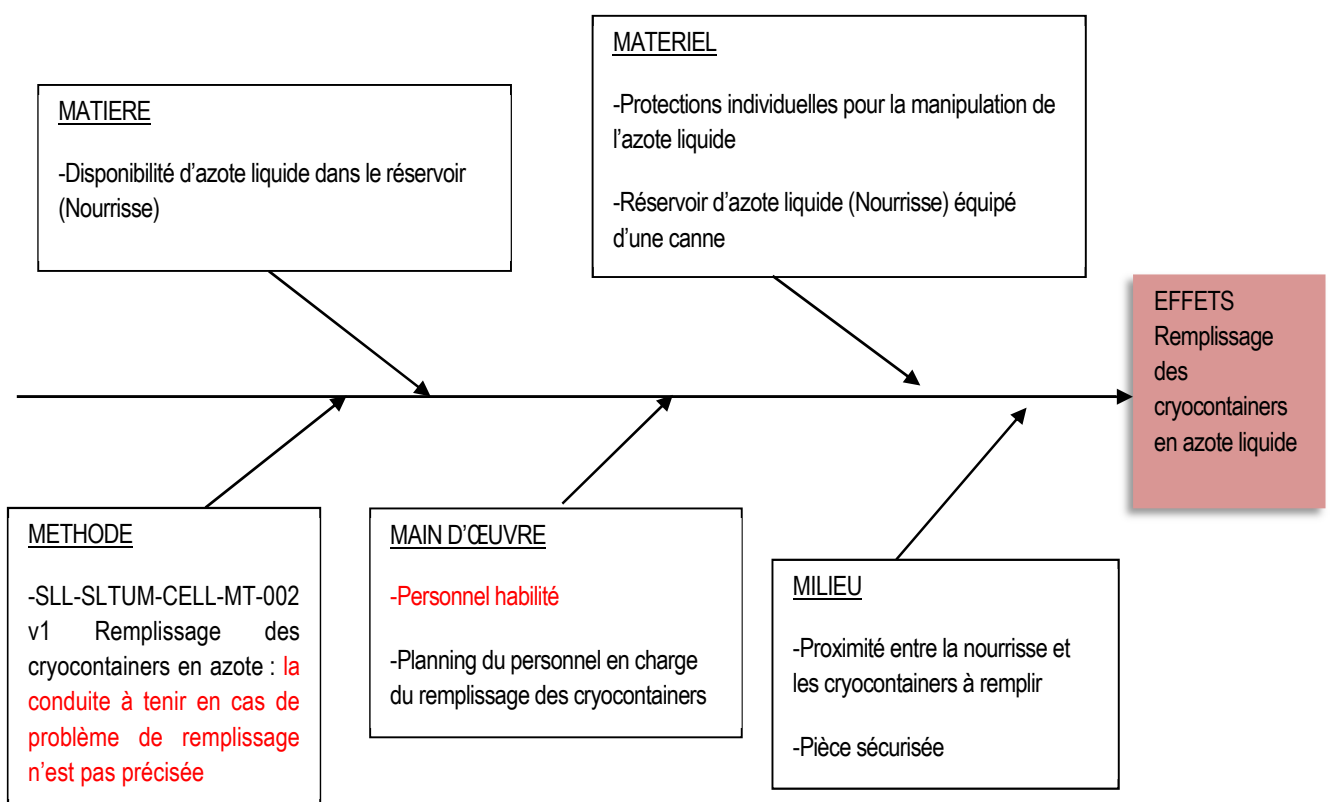 MATERIEL
-Protections individuelles pour la manipulation de
l’azote liquide
-Réservoir d’azote liquide (Nourrisse) équipé
d’une canne
MATIERE
-Disponibilité d’azote liquide dans le réservoir
(Nourrisse)
EFFETS
Remplissage
des
cryocontainers
en azote liquide
METHODE
-SLL-SLTUM-CELL-MT-002
v1 Remplissage des
cryocontainers en azote : la
conduite à tenir en cas de
problème de remplissage
n’est pas précisée
MAIN D’ŒUVRE
-Personnel habilité
-Planning du personnel en charge
du remplissage des cryocontainers
MILIEU
-Proximité entre la nourrisse et
les cryocontainers à remplir
-Pièce sécurisée